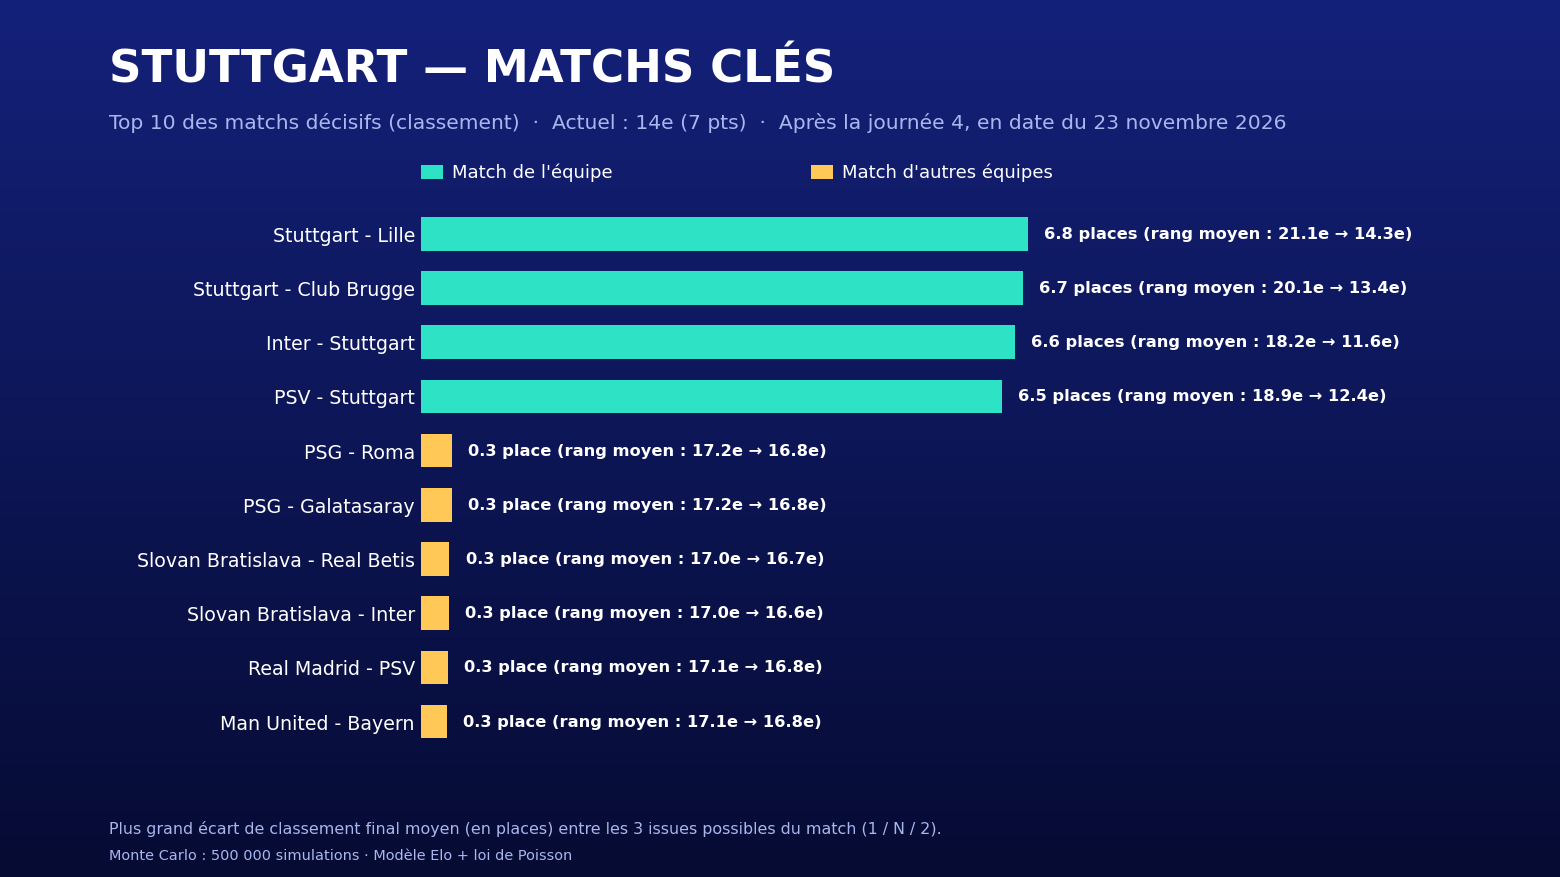 STUTTGART — MATCHS CLÉS
Top 10 des matchs décisifs (classement) · Actuel : 14e (7 pts) · Après la journée 4, en date du 23 novembre 2026
Match de l'équipe Match d'autres équipes
Stuttgart - Lille 6.8 places (rang moyen : 21.1e → 14.3e)
Stuttgart - Club Brugge 6.7 places (rang moyen : 20.1e → 13.4e)
Inter - Stuttgart 6.6 places (rang moyen : 18.2e → 11.6e)
PSV - Stuttgart 6.5 places (rang moyen : 18.9e → 12.4e)
PSG - Roma 0.3 place (rang moyen : 17.2e → 16.8e)
PSG - Galatasaray 0.3 place (rang moyen : 17.2e → 16.8e)
Slovan Bratislava - Real Betis 0.3 place (rang moyen : 17.0e → 16.7e)
Slovan Bratislava - Inter 0.3 place (rang moyen : 17.0e → 16.6e)
Real Madrid - PSV 0.3 place (rang moyen : 17.1e → 16.8e)
Man United - Bayern 0.3 place (rang moyen : 17.1e → 16.8e)
Plus grand écart de classement final moyen (en places) entre les 3 issues possibles du match (1 / N / 2).
Monte Carlo : 500 000 simulations · Modèle Elo + loi de Poisson